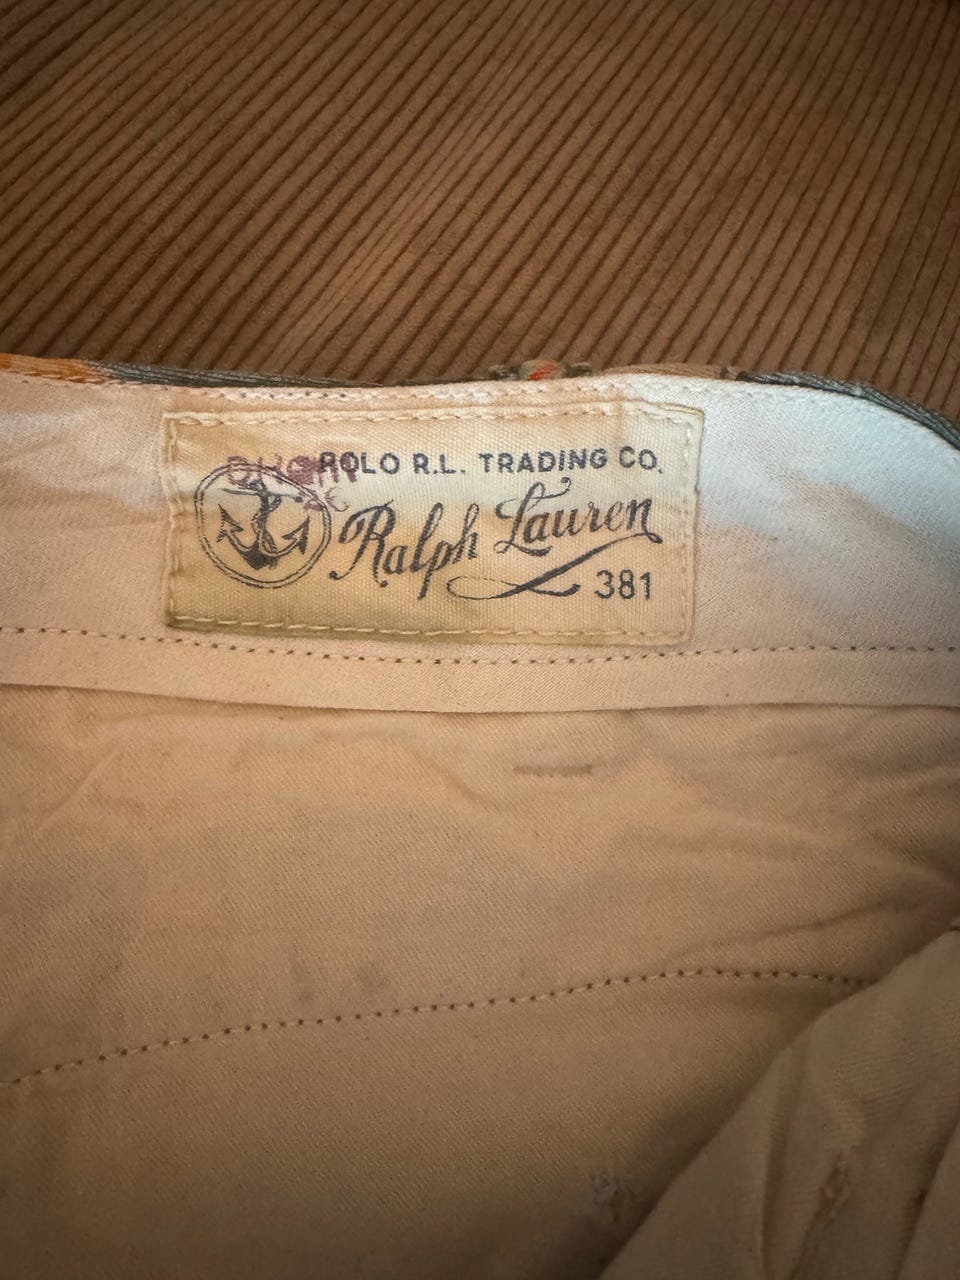 POLO R.L. TRADING CO.
Ralph Lauren
381